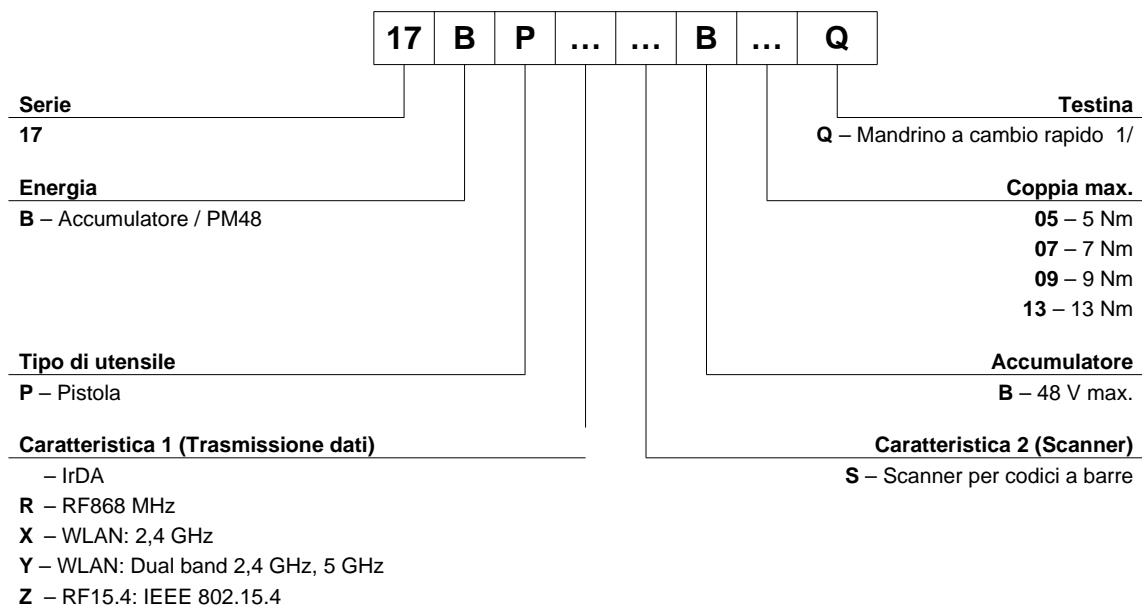 17 B P … … B … Q
Serie
17
Testina
Q – Mandrino a cambio rapido 1/
Energia
B – Accumulatore / PM48
Coppia max.
05 – 5 Nm
07 – 7 Nm
09 – 9 Nm
13 – 13 Nm
Tipo di utensile
P – Pistola
Accumulatore
B – 48 V max.
Caratteristica 1 (Trasmissione dati)
– IrDA
R – RF868 MHz
X – WLAN: 2,4 GHz
Y – WLAN: Dual band 2,4 GHz, 5 GHz
Z – RF15.4: IEEE 802.15.4
Caratteristica 2 (Scanner)
S – Scanner per codici a barre